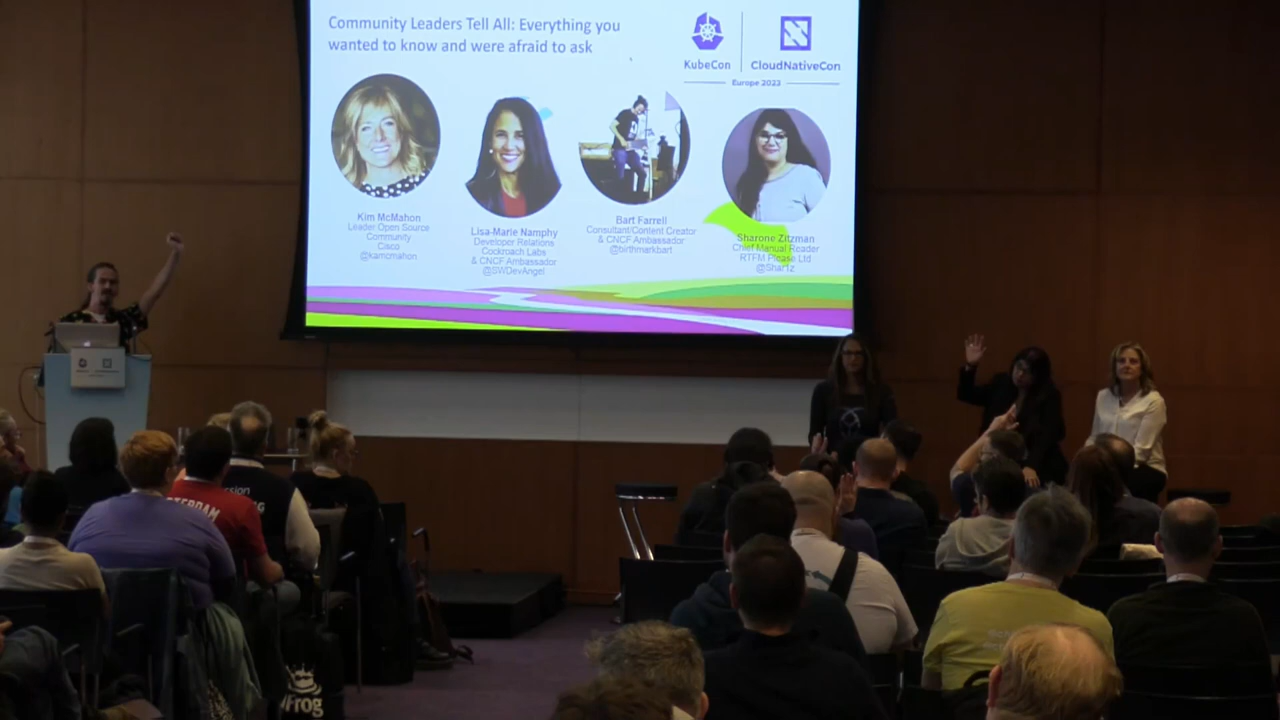 Community Leaders Tell All: Everything you
wanted to know and were afraid to ask
KubeCon
CloudNativeCon
Europe 2023
Kim McMahon
Leader Open Source
Community
Cisco
@kamcmahon
Lisa-Marie Namphy
Developer Relations
Cockroach Labs
& CNCF Ambassador
@SWDevAngel
Bart Farrell
Consultant/Content Creator
& CNCF Ambassador
@birthmarkbart
Sharone Zitzman
Chief Manual Reader
RTFM Please Ltd
@Shar1z